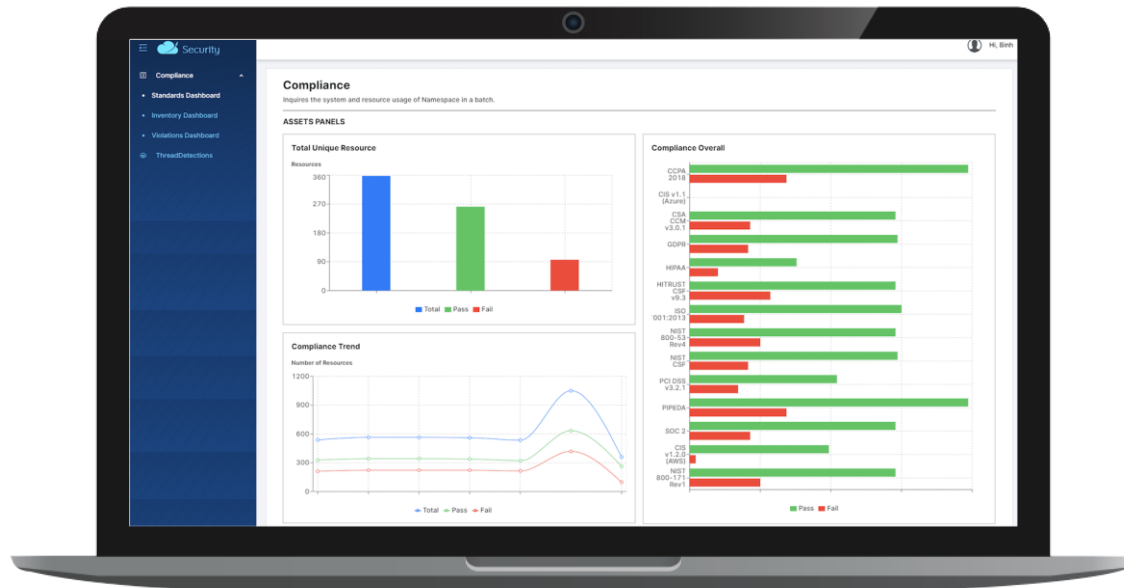 Security
Hi, Binh
Compliance
Standards Dashboard
Inventory Dashboard
Violations Dashboard
ThreadDetections
Compliance
Inquires the system and resource usage of Namespace in a batch.
ASSETS PANELS
Total Unique Resource
Resources
360
270
180
90
0
Total Pass Fail
Compliance Trend
Number of Resources
1200
900
600
300
0
Total Pass Fail
Compliance Overall
CCPA
2018
CIS v1.1
(Azure)
CSA
CCM
v3.0.1
GDPR
HIPAA
HITRUST
CSF
v9.3
ISO
'001:2013
NIST
800-53
Rev4
NIST
CSF
PCI DSS
v3.2.1
PIPEDA
SOC 2
CIS
v1.2.0
(AWS)
NIST
800-171
Rev1
Pass Fail